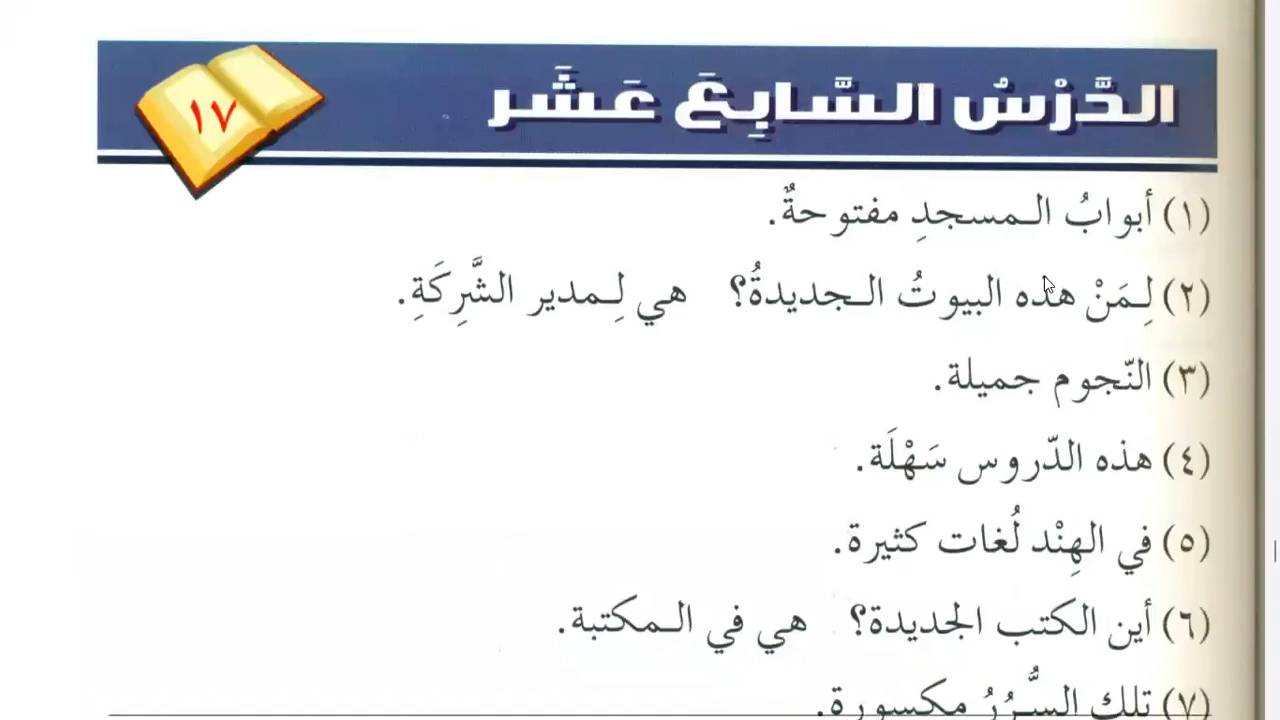 الدَّرْسُ السَّابِعَ عَشَر
١٧
(١) أبوابُ المسجدِ مفتوحةٌ.
(٢) لِمَنْ هذه البيوتُ الجديدةُ؟ هي لِمدير الشَّرِكَةِ.
(٣) النّجوم جميلة.
(٤) هذه الدّروس سَهْلَة.
(٥) في الهِنْد لُغات كثيرة.
(٦) أين الكتب الجديدة؟ هي في المكتبة.
(٧) تلك السُّرُرُ مكسورة.